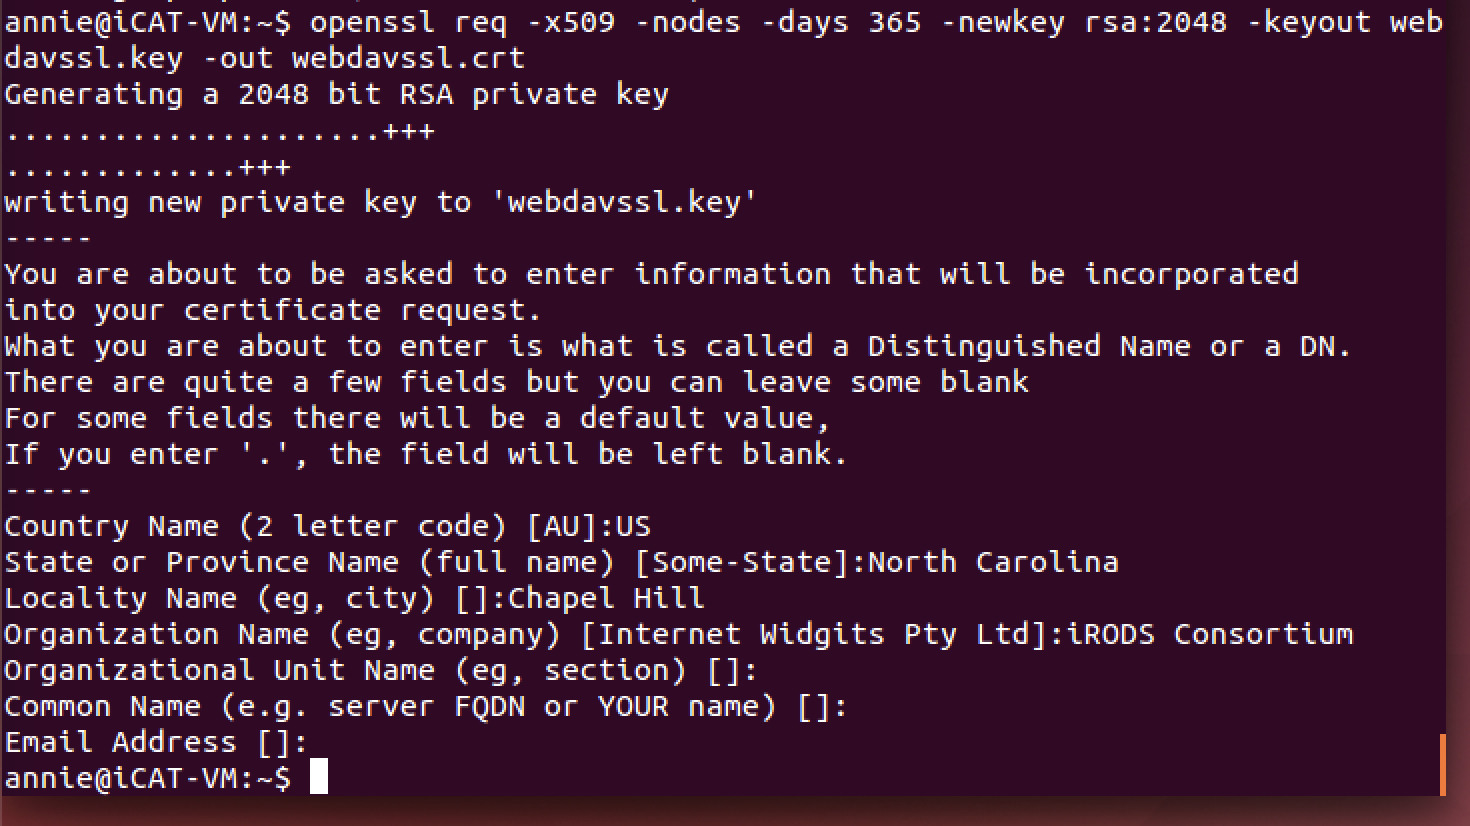 annie@iCAT-VM:~$ openssl req -x509 -nodes -days 365 -newkey rsa:2048 -keyout web
davssl.key -out webdavssl.crt
Generating a 2048 bit RSA private key
.....................+++
.............+++
writing new private key to 'webdavssl.key'
-----
You are about to be asked to enter information that will be incorporated
into your certificate request.
What you are about to enter is what is called a Distinguished Name or a DN.
There are quite a few fields but you can leave some blank
For some fields there will be a default value,
If you enter '.', the field will be left blank.
-----
Country Name (2 letter code) [AU]:US
State or Province Name (full name) [Some-State]:North Carolina
Locality Name (eg, city) []:Chapel Hill
Organization Name (eg, company) [Internet Widgits Pty Ltd]:iRODS Consortium
Organizational Unit Name (eg, section) []:
Common Name (e.g. server FQDN or YOUR name) []:
Email Address []:
annie@iCAT-VM:~$